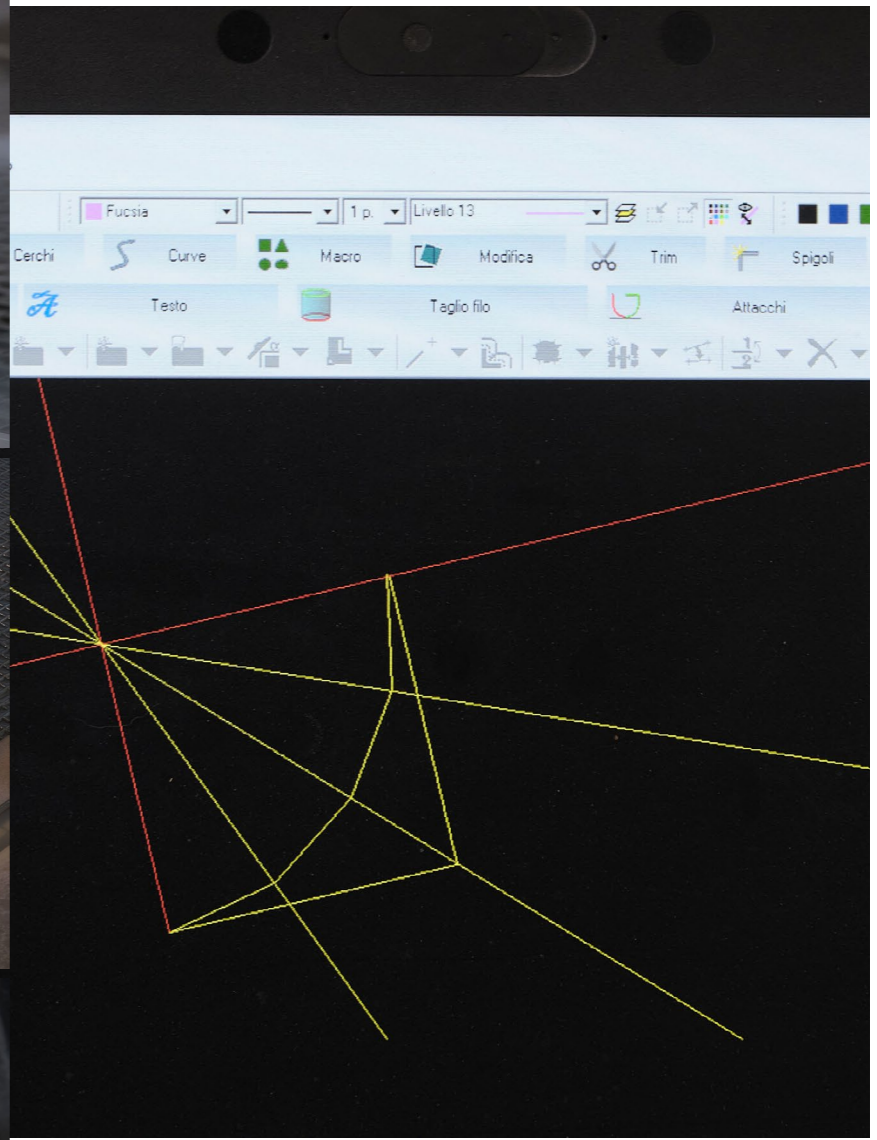 Fucsia 1 p. Livello 13
Cerchi Curve Macro Modifica Trim Spigoli
Testo Taglio filo Attacchi